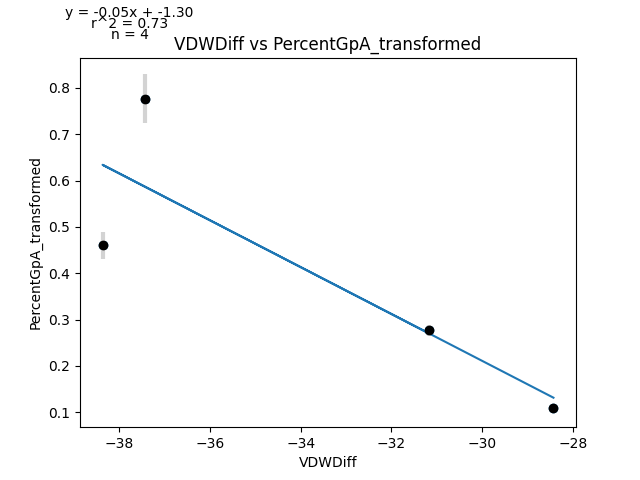 y = -0.05x + -1.30
r^2 = 0.73
n = 4
VDWDiff vs PercentGpA_transformed
PercentGpA_transformed
0.8
0.7
0.6
0.5
0.4
0.3
0.2
0.1
−38
−36
−34
−32
−30
−28
VDWDiff